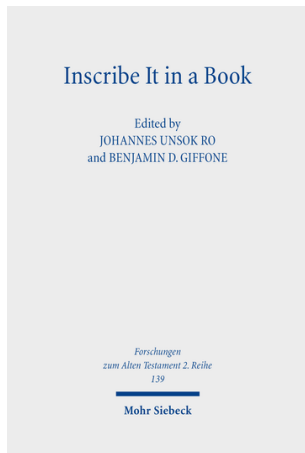 Inscribe It in a Book
Edited by
JOHANNES UNSOK RO
and BENJAMIN D. GIFFONE
Forschungen
zum Alten Testament 2. Reihe
139
Mohr Siebeck